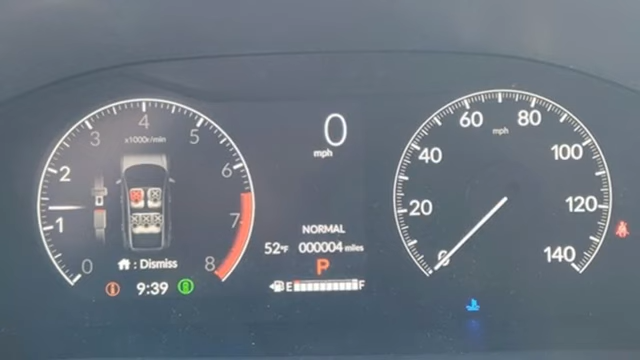 0 1 2 3 4 5 6 7 8
x1000r/min
: Dismiss
9:39
0
mph
NORMAL
52°F 000004 miles
P
E F
0 20 40 60 80 100 120 140
mph